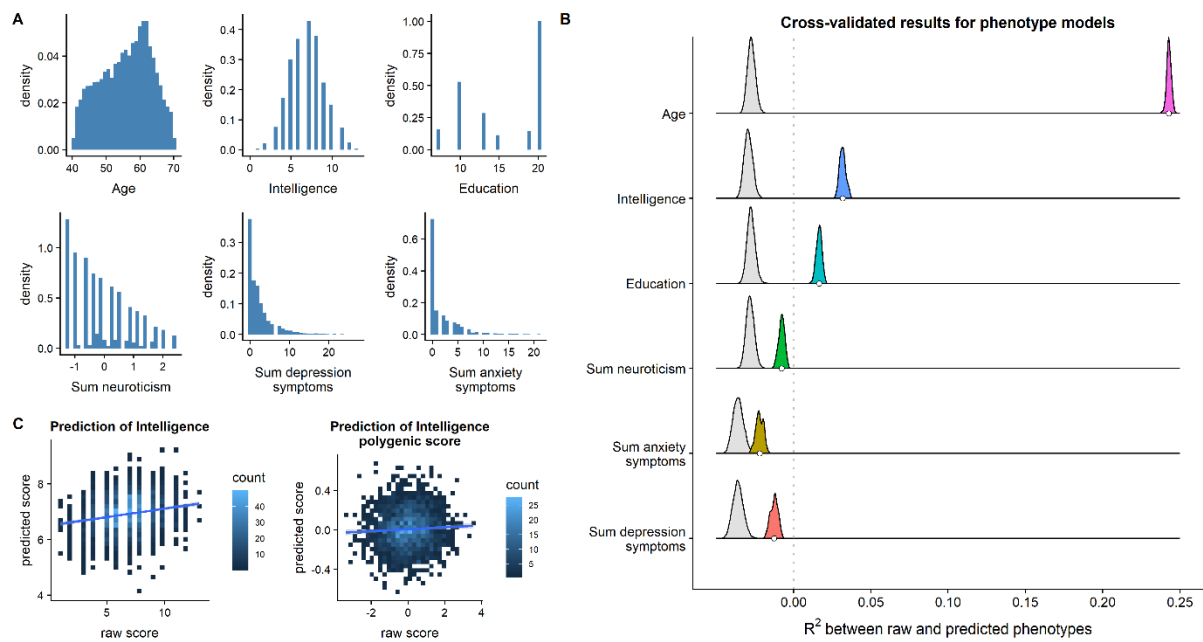 A
density
0.04
0.02
0.00
40 50 60 70
Age
density
0.4
0.3
0.2
0.1
0.0
0 5 10
Intelligence
density
1.00
0.75
0.50
0.25
0.00
10 15 20
Education
density
1.0
0.5
0.0
-1 0 1 2
Sum neuroticism
density
0.3
0.2
0.1
0.0
0 10 20
Sum depression
symptoms
density
0.6
0.4
0.2
0.0
0 5 10 15 20
Sum anxiety
symptoms
C
Prediction of Intelligence
predicted score
8
6
4
5 10
raw score
count
40
30
20
10
Prediction of Intelligence
polygenic score
predicted score
0.4
0.0
-0.4
-2 0 2 4
raw score
count
25
20
15
10
5
B
Cross-validated results for phenotype models
Age
Intelligence
Education
Sum neuroticism
Sum anxiety
symptoms
Sum depression
symptoms
0.00 0.05 0.10 0.15 0.20 0.25
R² between raw and predicted phenotypes